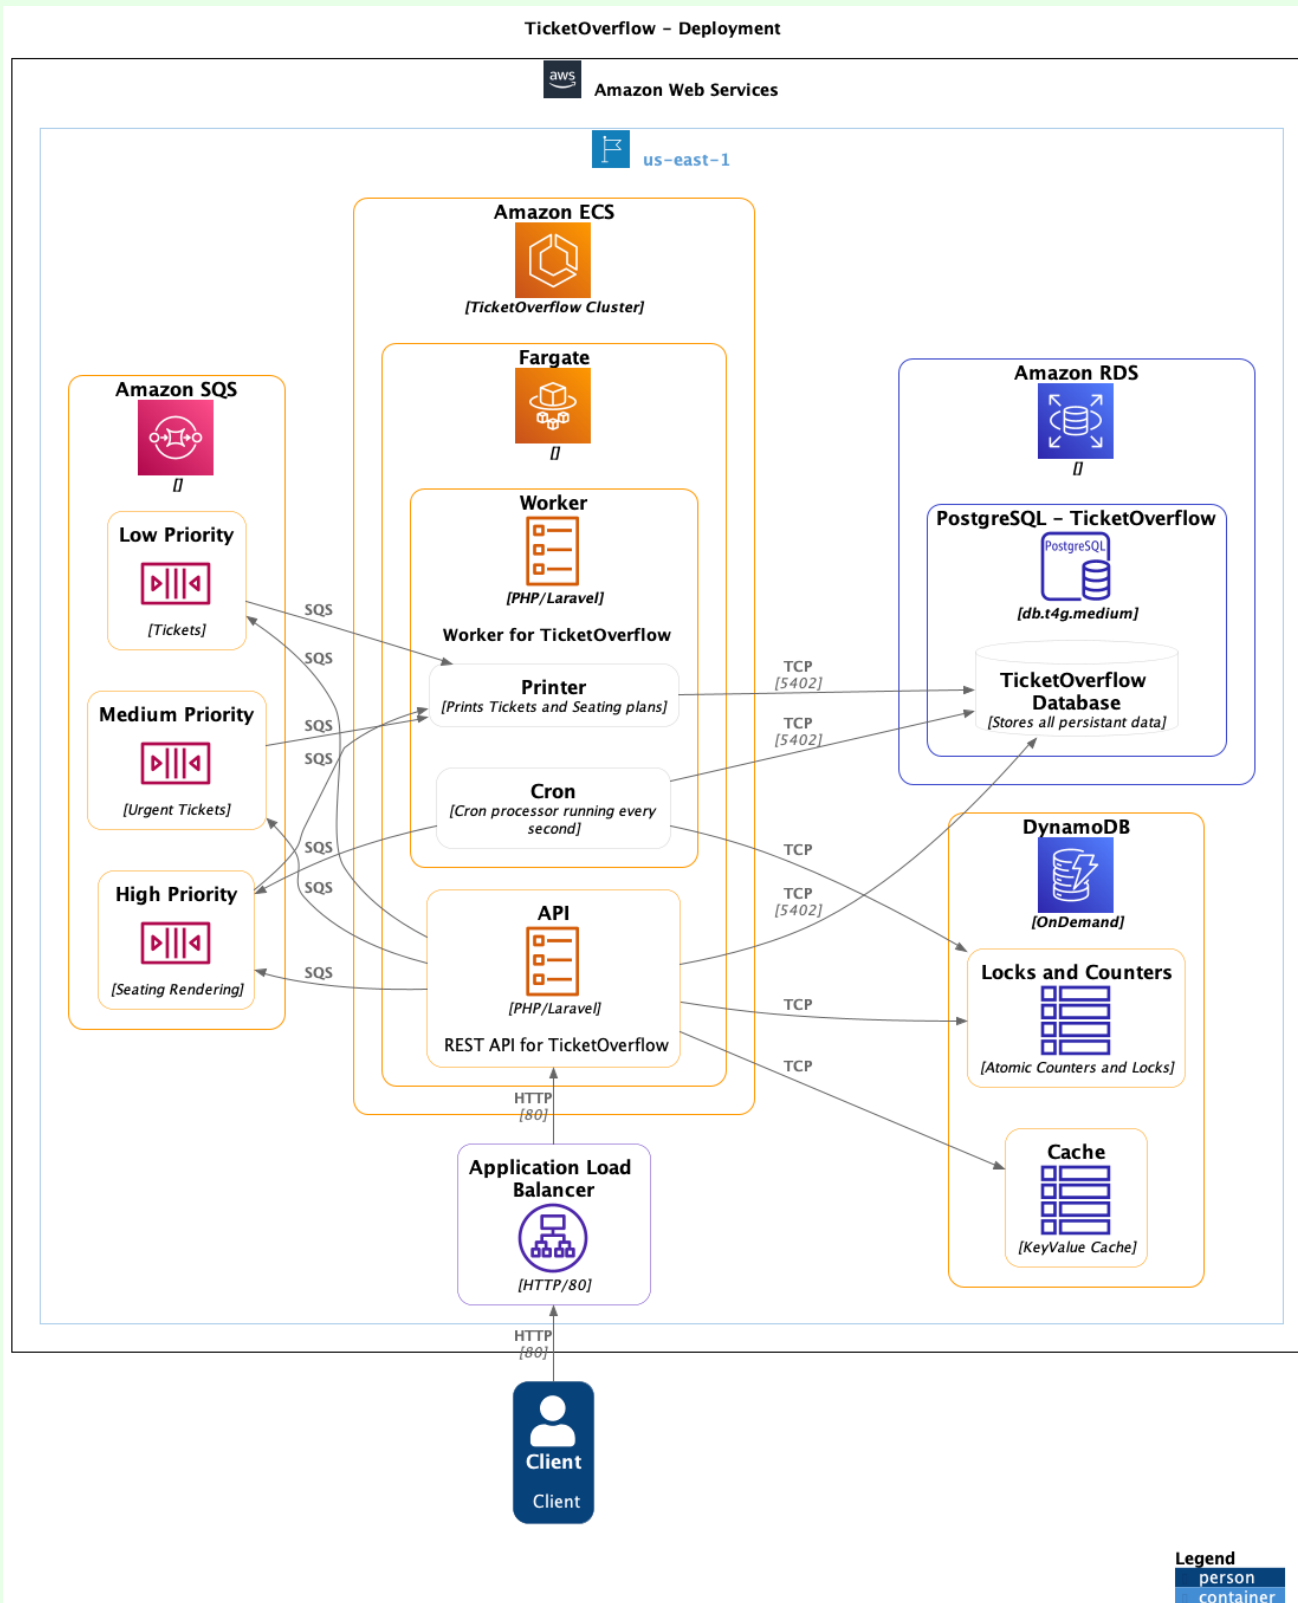 TicketOverflow - Deployment
aws
Amazon Web Services
us-east-1
Amazon ECS
[TicketOverflow Cluster]
Fargate
[]
Amazon SQS
[]
Low Priority
[Tickets]
Medium Priority
[Urgent Tickets]
High Priority
[Seating Rendering]
SQS
SQS
SQS
SQS
SQS
SQS
SQS
Worker
[PHP/Laravel]
Worker for TicketOverflow
Printer
[Prints Tickets and Seating plans]
Cron
[Cron processor running every
second]
API
[PHP/Laravel]
REST API for TicketOverflow
TCP
[5402]
TCP
[5402]
TCP
TCP
[5402]
TCP
TCP
Amazon RDS
[]
PostgreSQL - TicketOverflow
PostgreSQL
[db.t4g.medium]
TicketOverflow
Database
[Stores all persistant data]
DynamoDB
[OnDemand]
Locks and Counters
[Atomic Counters and Locks]
Cache
[KeyValue Cache]
HTTP
[80]
Application Load
Balancer
[HTTP/80]
HTTP
[80]
Client
Client
Legend
person
container